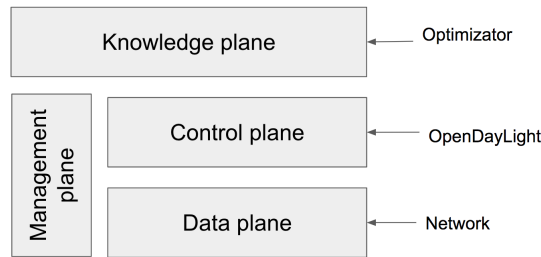 Knowledge plane
Optimizator
Management
plane
Control plane
OpenDayLight
Data plane
Network